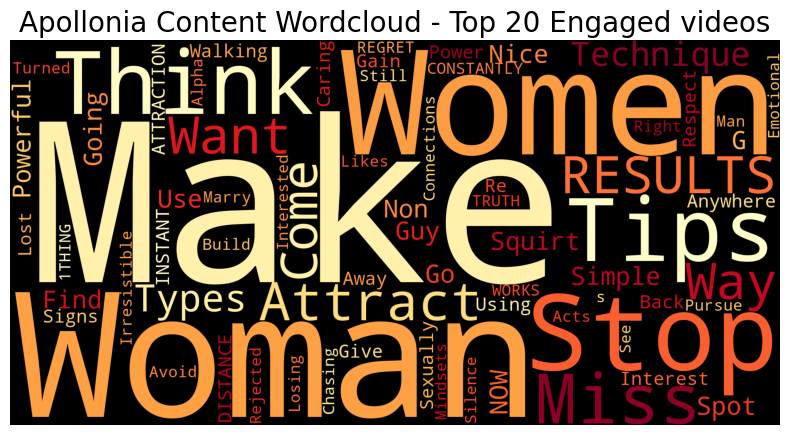 Apollonia Content Wordcloud - Top 20 Engaged videos
Turned
Think
ATTRACTION
Walking
Alpha
Caring
REGRET
Gain
Still
Women
Power
CONSTANTLY
Nice
Technique
Emotional
Powerful
Going
Want
Likes
Connections
Right
Respect
Man
G
Make
RESULTS
Lost
1THING
Irresistible
INSTANT
Use
Marry
Build
Interested
Come
Non
Guy
Re
TRUTH
Squirt
Tips
Anywhere
Find
Signs
Types
Attract
Away
Go
Using
WORKS
Simple
s
Way
Back
Pursue
Woman
Avoid
DISTANCE
Rejected
Losing
Chasing
Give
Sexually
Mindsets
Silence
NOW
Stop
Acts
See
Interest
Miss
Spot